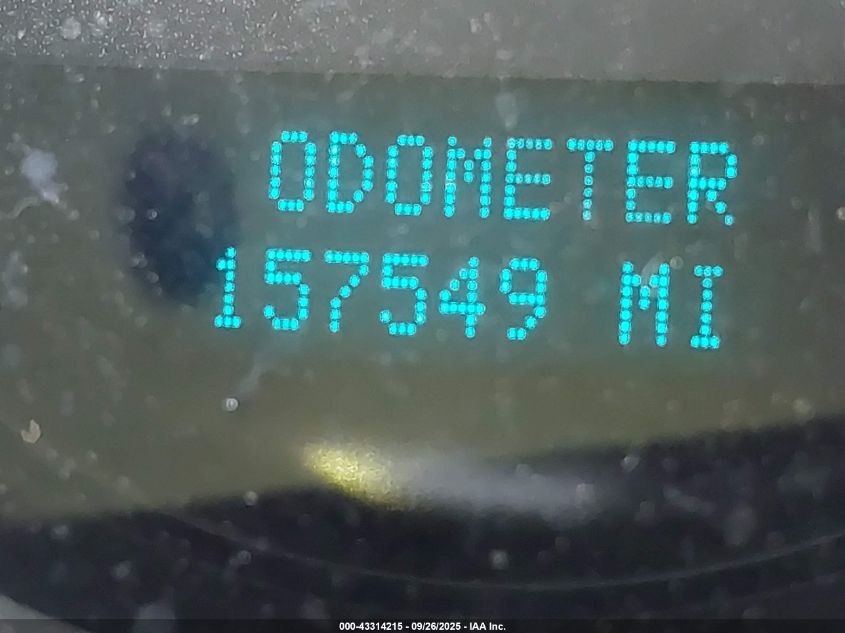 ODOMETER
157549 MI
000-43314215 - 09/26/2025 - IAA Inc.